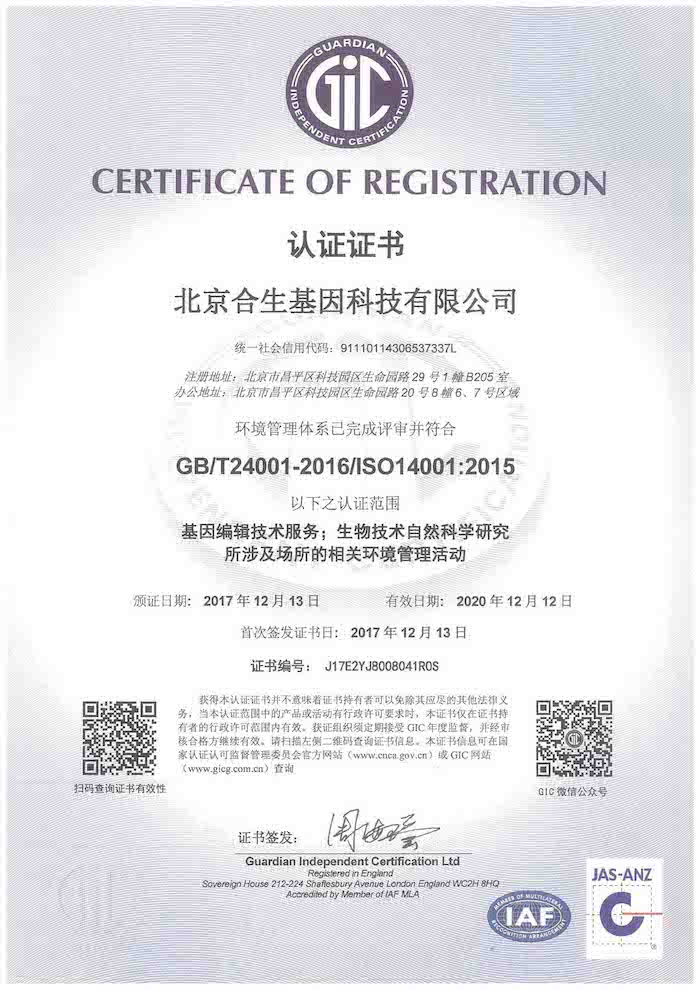 GUARDIAN
GIC
INDEPENDENT CERTIFICATION
CERTIFICATE OF REGISTRATION
认证证书
北京合生基因科技有限公司
统一社会信用代码：91110114306537337L
注册地址：北京市昌平区科技园区生命园路 29 号 1 幢 B205 室
办公地址：北京市昌平区科技园区生命园路 20 号 8 幢 6、7 号区域
环境管理体系已完成评审并符合
GB/T24001-2016/ISO14001:2015
以下之认证范围
基因编辑技术服务；生物技术自然科学研究
所涉及场所的相关环境管理活动
颁证日期： 2017 年 12 月 13 日 有效日期： 2020 年 12 月 12 日
首次签发证书日： 2017 年 12 月 13 日
证书编号： J17E2YJ8008041R0S
获得本认证证书并不意味着证书持有者可以免除其应尽的其他法律义
务，当本认证范围中的产品或活动有行政许可要求时，本证书仅在证书持
有者的行政许可范围内有效。获证组织须定期接受 GIC 年度监督，并经审
核合格方继续有效。请扫描左侧二维码查询证书信息。本证书信息可在国
家认证认可监督管理委员会官方网站（www.cnca.gov.cn）或 GIC 网站
（www.gicg.com.cn）查询
扫码查询证书有效性
GIC 微信公众号
证书签发：
Guardian Independent Certification Ltd
Registered in England
Sovereign House 212-224 Shaftesbury Avenue London England WC2H 8HQ
Accredited by Member of IAF MLA
MEMBER OF MULTILATERAL
IAF
RECOGNITION ARRANGEMENT
JAS-ANZ
C